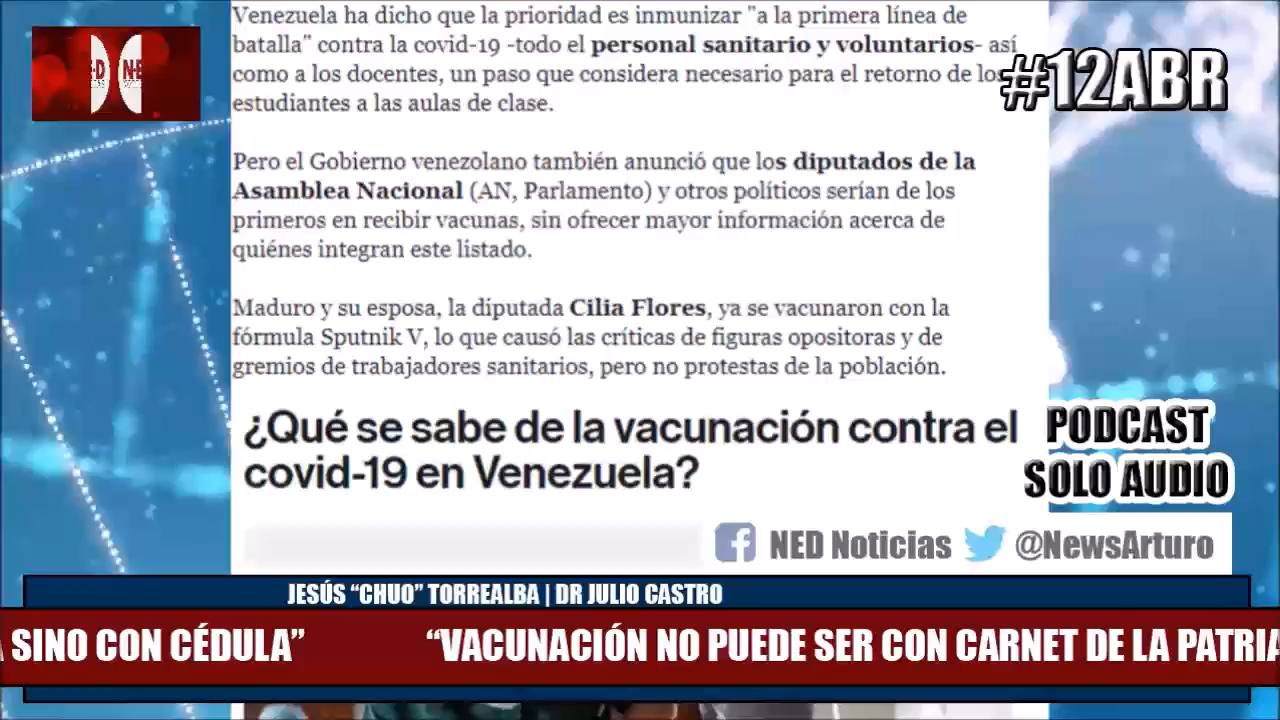 Venezuela ha dicho que la prioridad es inmunizar "a la primera línea de
batalla" contra la covid-19 -todo el personal sanitario y voluntarios- así
como a los docentes, un paso que considera necesario para el retorno de los
estudiantes a las aulas de clase.
#12ABR
Pero el Gobierno venezolano también anunció que los diputados de la
Asamblea Nacional (AN, Parlamento) y otros políticos serían de los
primeros en recibir vacunas, sin ofrecer mayor información acerca de
quiénes integran este listado.
Maduro y su esposa, la diputada Cilia Flores, ya se vacunaron con la
fórmula Sputnik V, lo que causó las críticas de figuras opositoras y de
gremios de trabajadores sanitarios, pero no protestas de la población.
¿Qué se sabe de la vacunación contra el
covid-19 en Venezuela?
PODCAST
SOLO AUDIO
NED Noticias @NewsArturo
JESÚS “CHUO” TORREALBA | DR JULIO CASTRO
SINO CON CÉDULA” “VACUNACIÓN NO PUEDE SER CON CARNET DE LA PATRIA